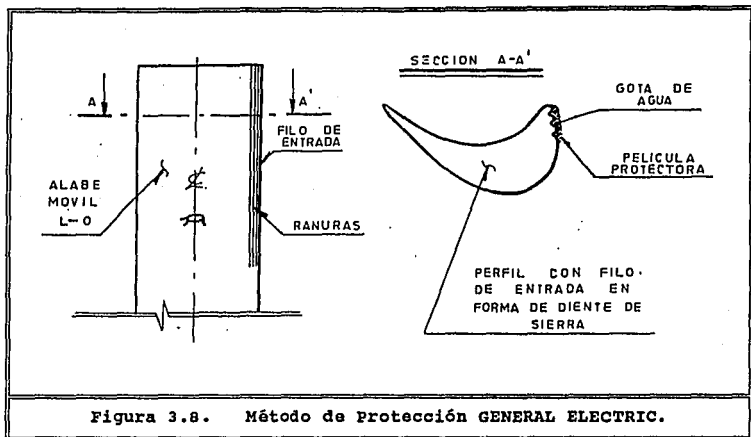 A
A'
FILO DE
ENTRADA
ALABE
MOVIL
L-0
RANURAS
SECCION A-A'
GOTA DE
AGUA
PELICULA
PROTECTORA
PERFIL CON FILO
DE ENTRADA EN
FORMA DE DIENTE DE
SIERRA
Figura 3.8. Método de Protección GENERAL ELECTRIC.